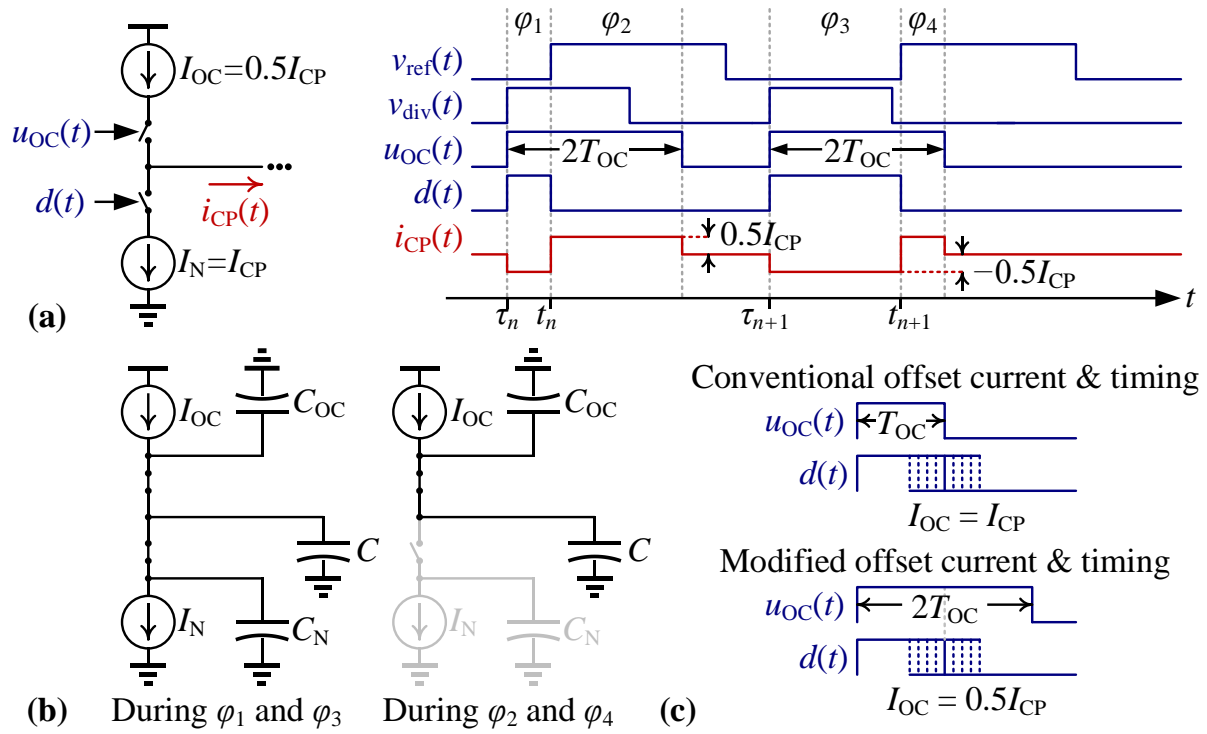 I_OC=0.5I_CP
u_OC(t)
d(t)
i_CP(t)
I_N=I_CP
(a)
φ1 φ2 φ3 φ4
v_ref(t)
v_div(t)
u_OC(t) 2T_OC 2T_OC
d(t)
i_CP(t) 0.5I_CP
−0.5I_CP
t
τ_n t_n τ_{n+1} t_{n+1}
I_OC C_OC I_OC C_OC
C C
I_N C_N I_N C_N
(b) During φ1 and φ3 During φ2 and φ4
Conventional offset current & timing
u_OC(t) T_OC
d(t)
I_OC = I_CP
Modified offset current & timing
u_OC(t) 2T_OC
d(t)
(c) I_OC = 0.5I_CP